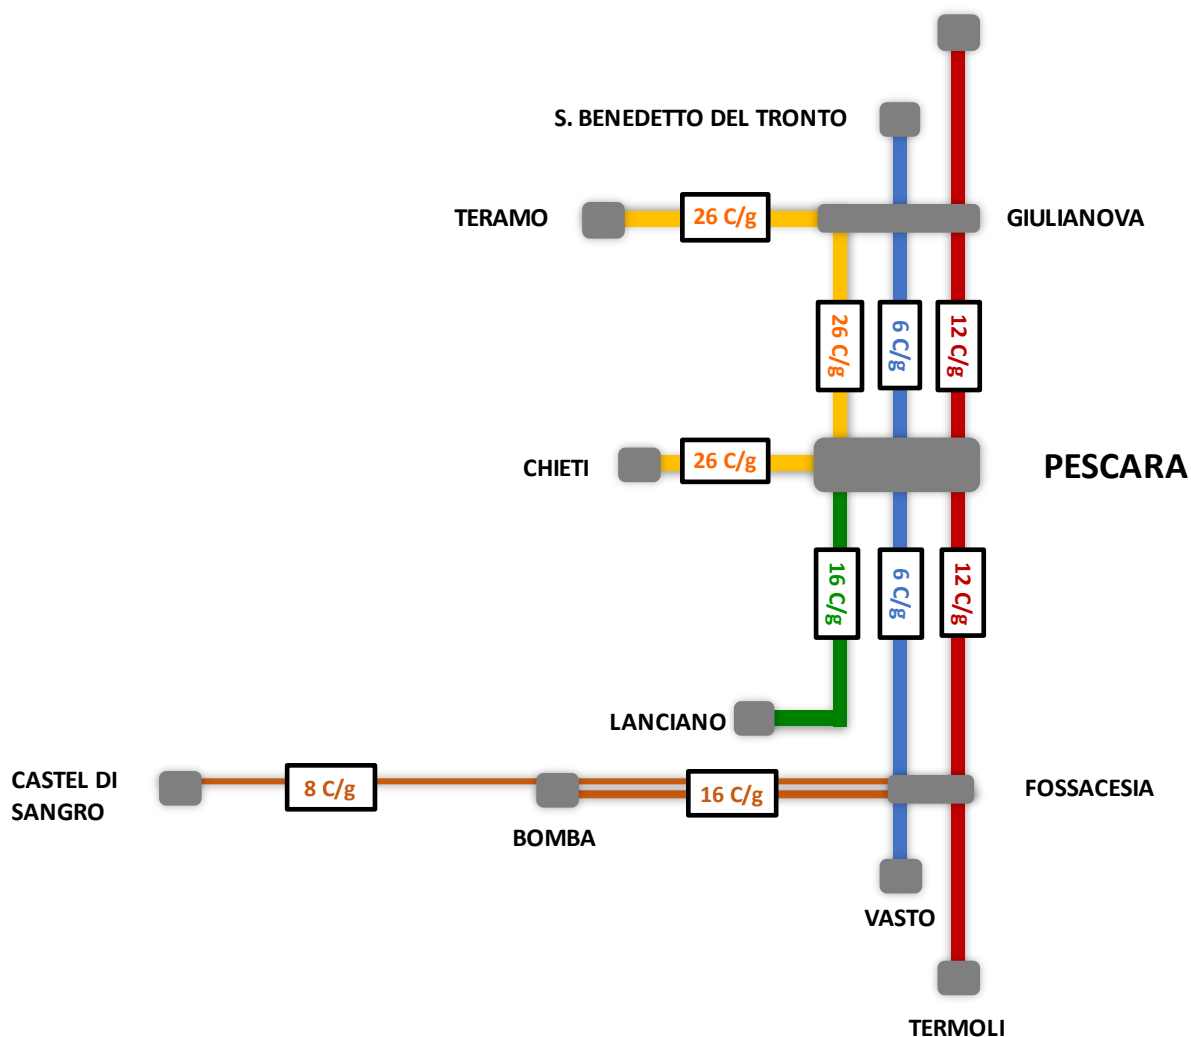 S. BENEDETTO DEL TRONTO
TERAMO
26 C/g
GIULIANOVA
26 C/g
6 C/g
12 C/g
CHIETI
26 C/g
PESCARA
16 C/g
6 C/g
12 C/g
LANCIANO
CASTEL DI
SANGRO
8 C/g
16 C/g
FOSSACESIA
BOMBA
VASTO
TERMOLI